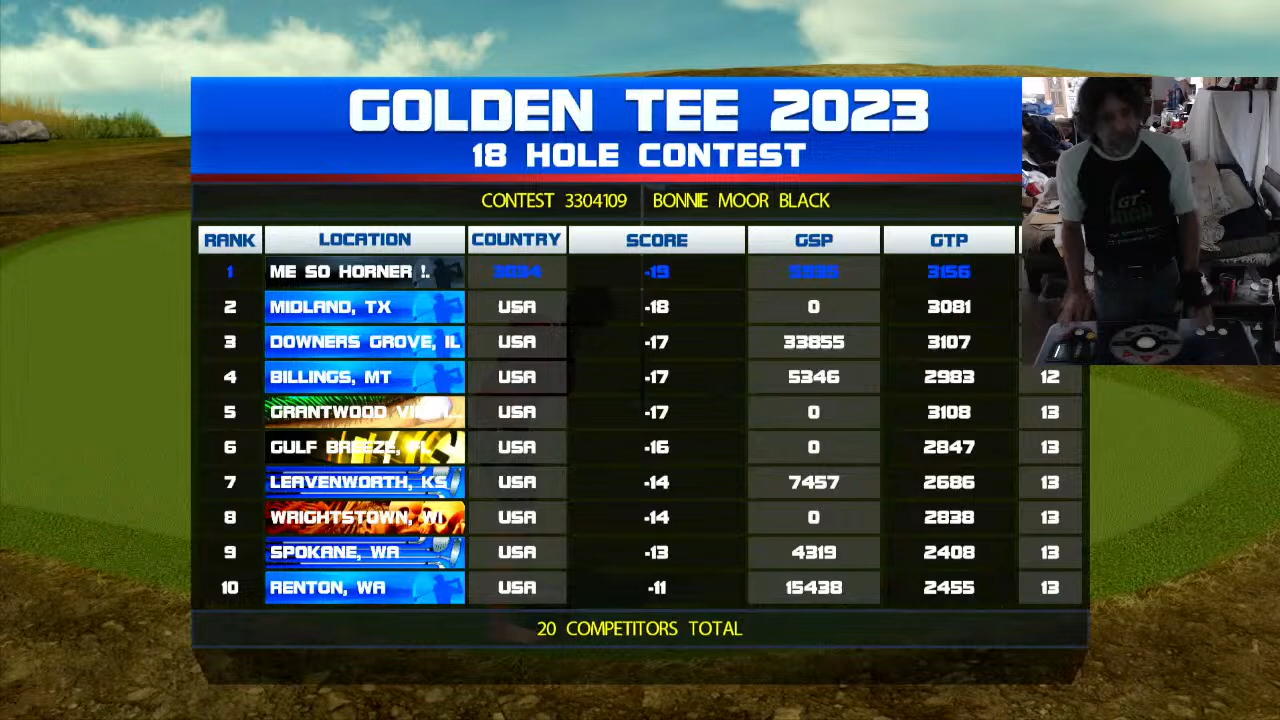 GOLDEN TEE 2023
18 HOLE CONTEST
CONTEST 3304109 BONNIE MOOR BLACK
RANK LOCATION COUNTRY SCORE GSP GTP
1 ME SO HORNER !. -19 3156
2 MIDLAND, TX USA -18 0 3081
3 DOWNERS GROVE, IL USA -17 33855 3107
4 BILLINGS, MT USA -17 5346 2983 12
5 GRANTWOOD USA -17 0 3108 13
6 GULF BREEZE, USA -16 0 2847 13
7 LEAVENWORTH, KS USA -14 7457 2686 13
8 WRIGHTSTOWN, WI USA -14 0 2838 13
9 SPOKANE, WA USA -13 4319 2408 13
10 RENTON, WA USA -11 15438 2455 13
20 COMPETITORS TOTAL
GT